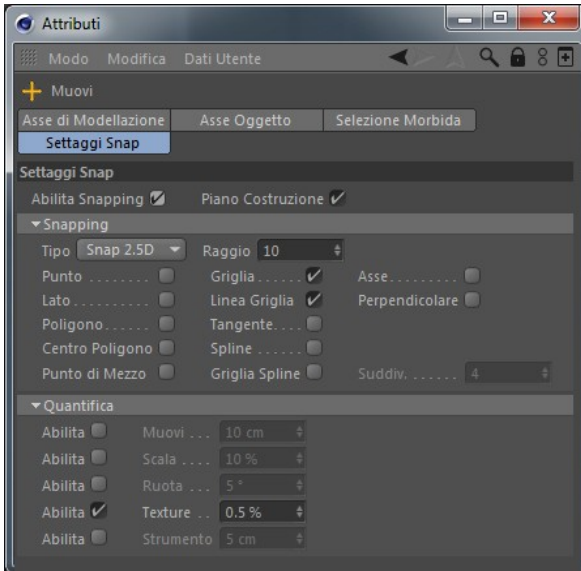 Attributi
Modo Modifica Dati Utente
Muovi
Asse di Modellazione Asse Oggetto Selezione Morbida
Settaggi Snap
Settaggi Snap
Abilita Snapping Piano Costruzione
Snapping
Tipo Snap 2.5D Raggio 10
Punto ........ Griglia...... Asse.........
Lato.......... Linea Griglia Perpendicolare
Poligono...... Tangente....
Centro Poligono Spline ......
Punto di Mezzo Griglia Spline Suddiv. ...... 4
Quantifica
Abilita Muovi ... 10 cm
Abilita Scala .... 10 %
Abilita Ruota ... 5 °
Abilita Texture .. 0.5 %
Abilita Strumento 5 cm